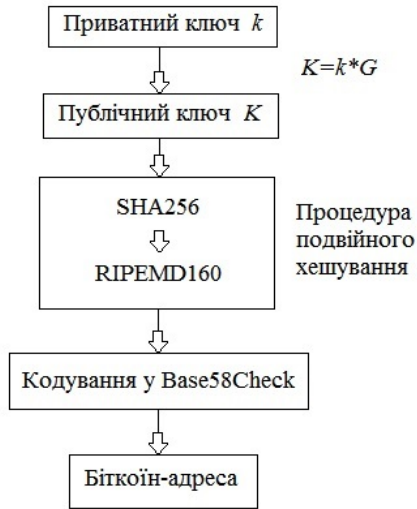 Приватний ключ k
K=k*G
Публічний ключ K
SHA256
RIPEMD160
Процедура
подвійного
хешування
Кодування у Base58Check
Біткоїн-адреса